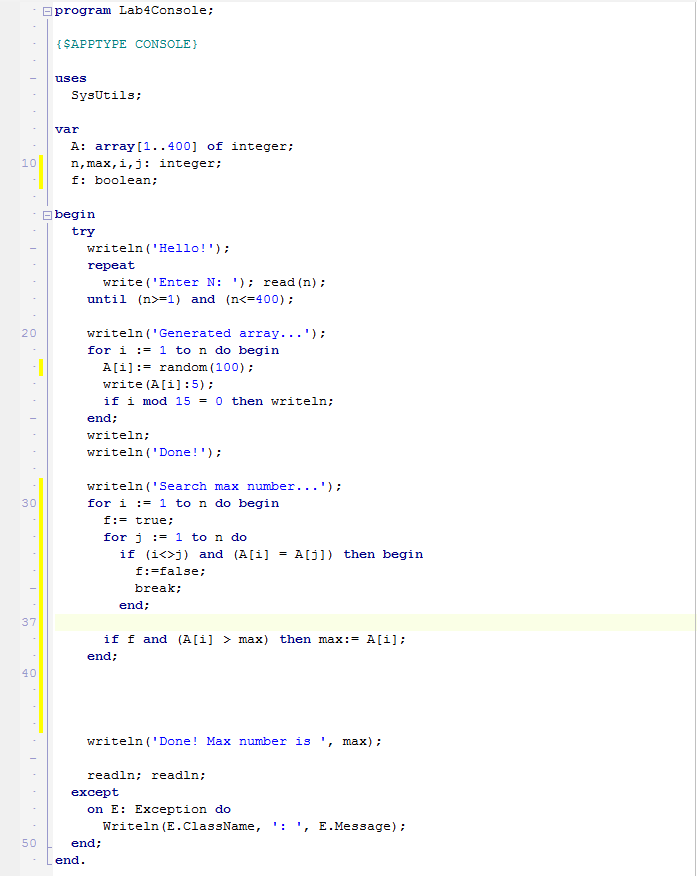 program Lab4Console;
{$APPTYPE CONSOLE}
uses
SysUtils;
var
A: array[1..400] of integer;
10 n,max,i,j: integer;
f: boolean;
begin
try
writeln('Hello!');
repeat
write('Enter N: '); read(n);
until (n>=1) and (n<=400);
20 writeln('Generated array...');
for i := 1 to n do begin
A[i]:= random(100);
write(A[i]:5);
if i mod 15 = 0 then writeln;
end;
writeln;
writeln('Done!');
writeln('Search max number...');
30 for i := 1 to n do begin
f:= true;
for j := 1 to n do
if (i<>j) and (A[i] = A[j]) then begin
f:=false;
break;
end;
37
if f and (A[i] > max) then max:= A[i];
end;
40
writeln('Done! Max number is ', max);
readln; readln;
except
on E: Exception do
Writeln(E.ClassName, ': ', E.Message);
50 end;
end.